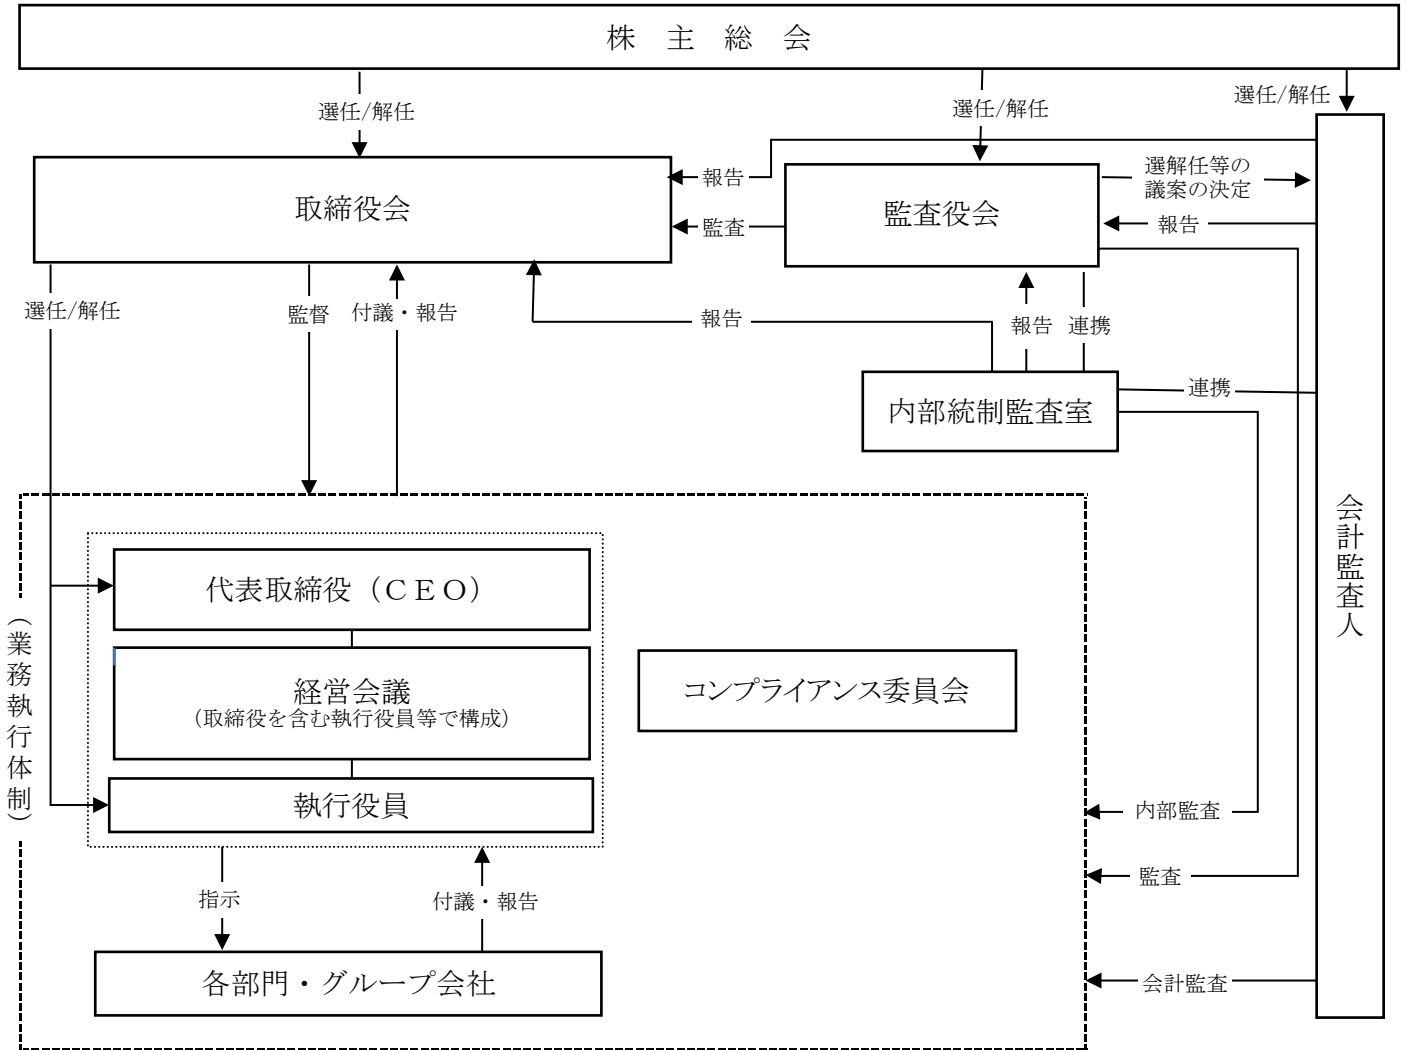 株　主　総　会
選任/解任
選任/解任
選任/解任
取締役会
報告
監査
監査役会
選解任等の
議案の決定
報告
選任/解任
監督
付議・報告
報告
報告
連携
内部統制監査室
連携
会計監査人
（業務執行体制）
代表取締役（ＣＥＯ）
経営会議
（取締役を含む執行役員等で構成）
執行役員
コンプライアンス委員会
内部監査
監査
会計監査
指示
付議・報告
各部門・グループ会社